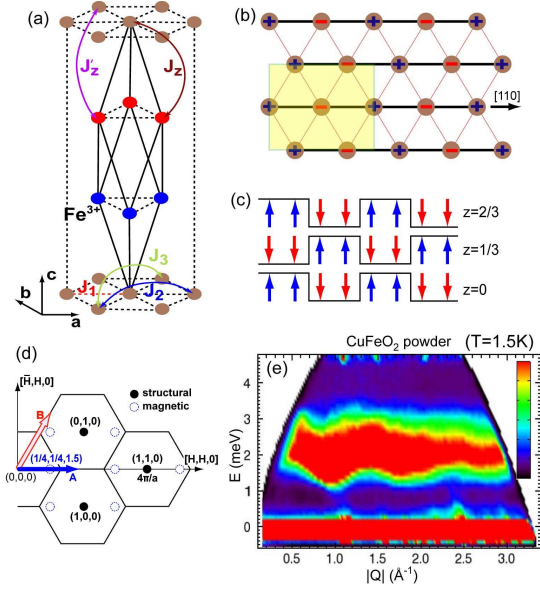 (a)
J'z
Jz
Fe3+
J1
J2
J3
c
b
a
(b)
+ − + − +
+ − + −
+ − + − +
+ − + −
[110]
(c)
z=2/3
z=1/3
z=0
(d)
[H̄,H,0]
structural
magnetic
B
(0,1,0)
(1/4,1/4,1.5)
(0,0,0)
A
(1,1,0)
4π/a
[H,H,0]
(1,0,0)
CuFeO2 powder (T=1.5K)
(e)
E (meV)
4
3
2
1
0
0.5 1.0 1.5 2.0 2.5 3.0
|Q| (Å-1)